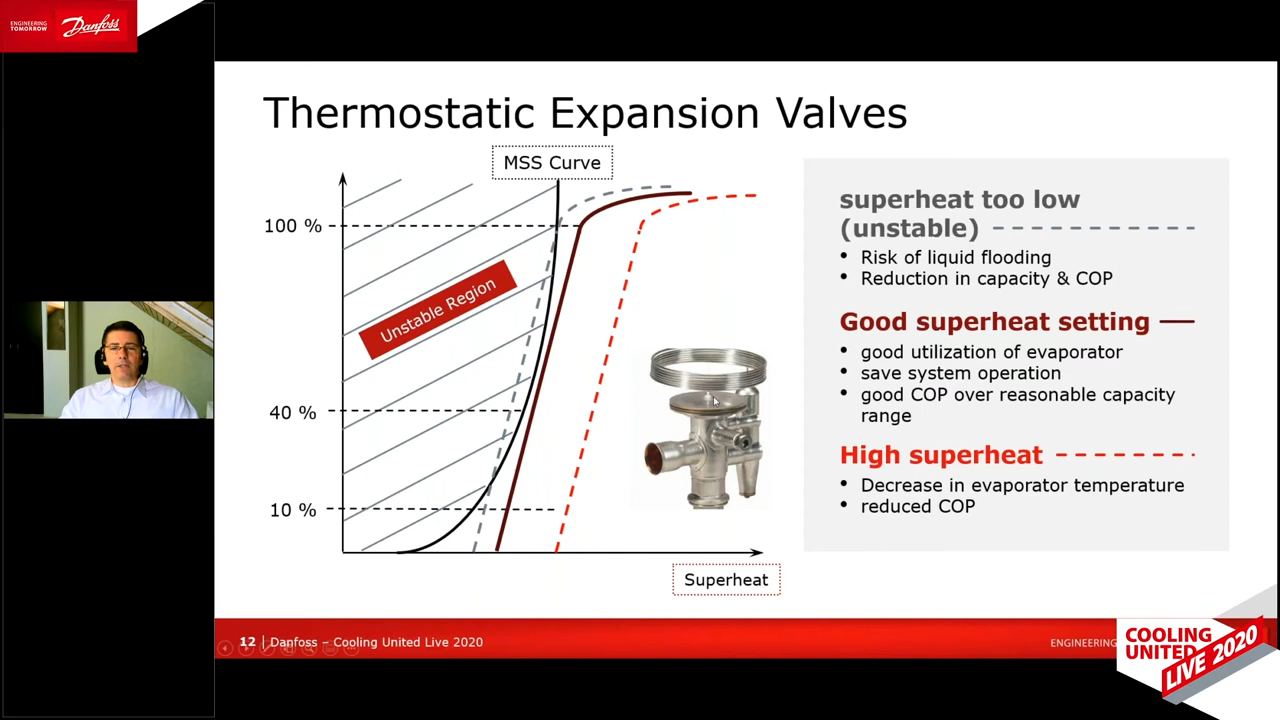 ENGINEERING
TOMORROW
Danfoss
Thermostatic Expansion Valves
MSS Curve
100 %
Unstable Region
40 %
10 %
Superheat
superheat too low
(unstable)
• Risk of liquid flooding
• Reduction in capacity & COP
Good superheat setting
• good utilization of evaporator
• save system operation
• good COP over reasonable capacity
range
High superheat
• Decrease in evaporator temperature
• reduced COP
12 | Danfoss – Cooling United Live 2020
ENGINEERING
COOLING
UNITED
LIVE 2020